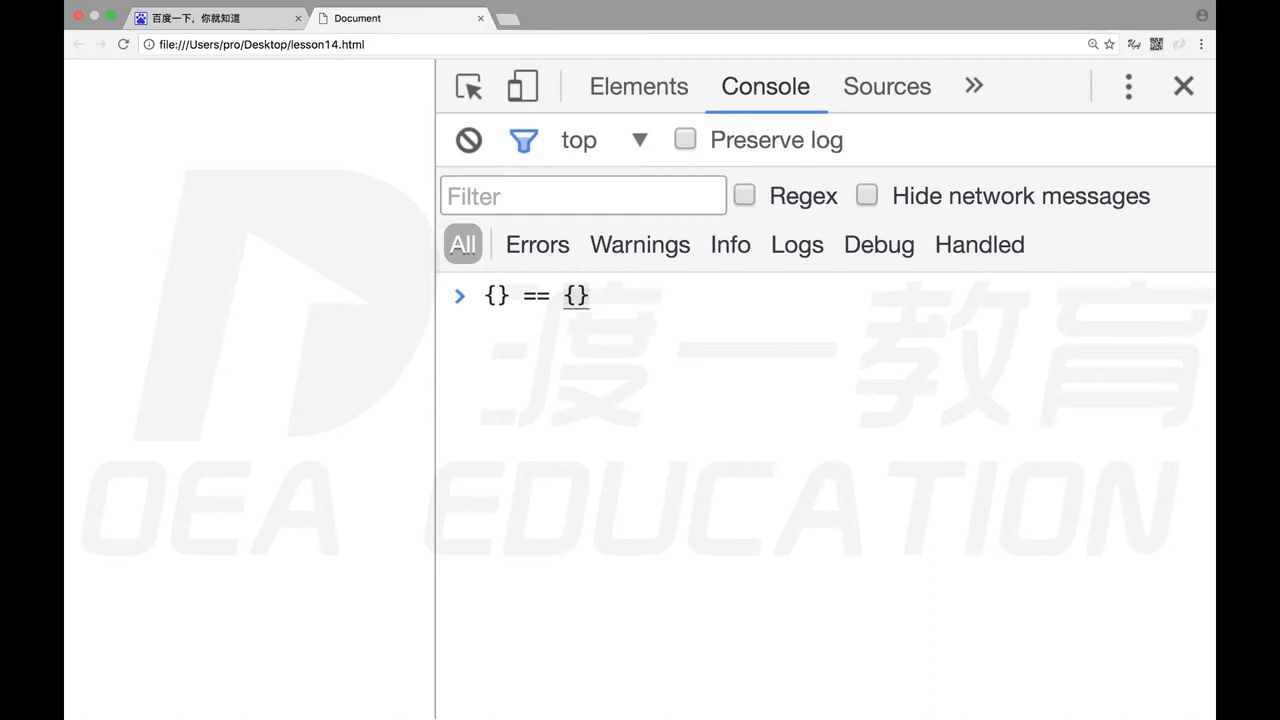 百度一下，你就知道
Document
file:///Users/pro/Desktop/lesson14.html
Elements Console Sources »
top ▼ Preserve log
Filter Regex Hide network messages
All Errors Warnings Info Logs Debug Handled
> {} == {}
渡一教育
OEA EDUCATION